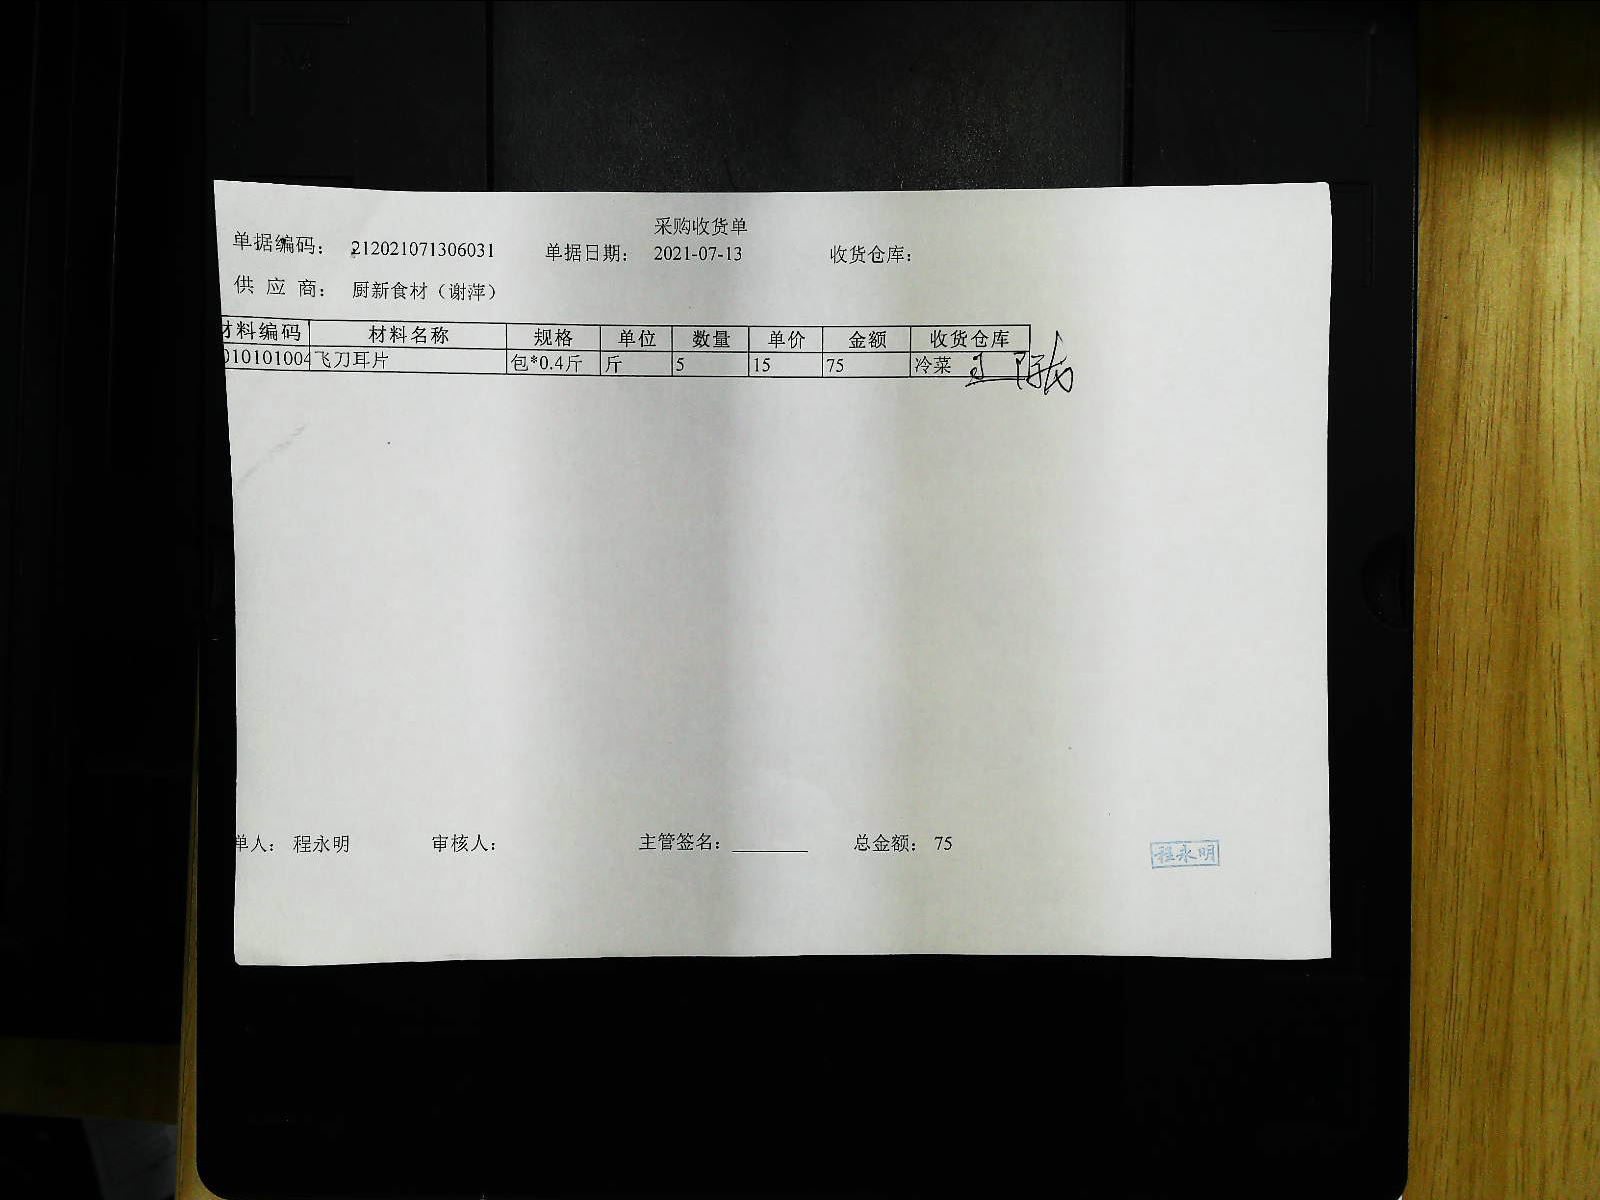 采购收货单
单据编码： 212021071306031 单据日期： 2021-07-13 收货仓库：
供应商： 厨新食材（谢萍）
材料编码 材料名称 规格 单位 数量 单价 金额 收货仓库
010101004 飞刀耳片 包*0.4斤 斤 5 15 75 冷菜
单人： 程永明 审核人： 主管签名：________ 总金额： 75
程永明